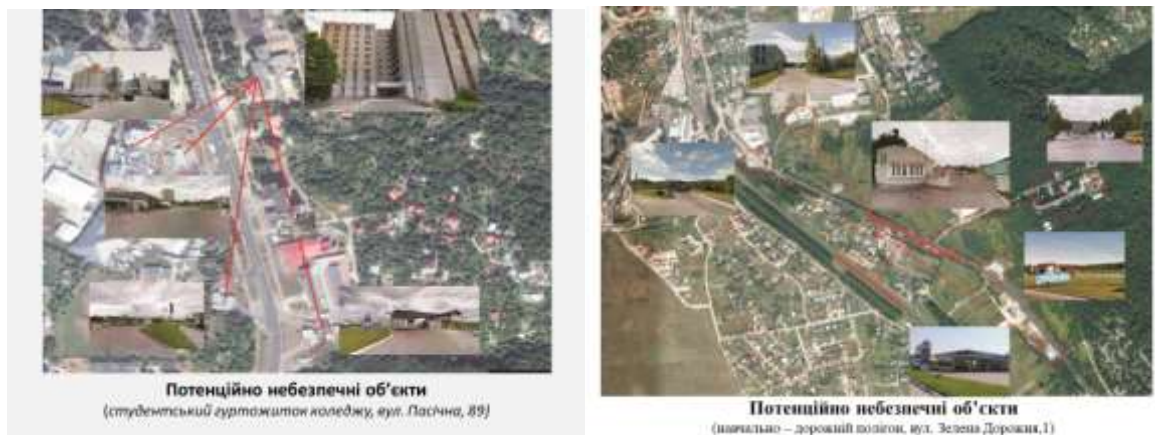 Потенційно небезпечні об’єкти
(студентський гуртожиток коледжу, вул. Пасічна, 89)
Потенційно небезпечні об’єкти
(навчально – дорожній полігон, вул. Зелена Дорожня,1)